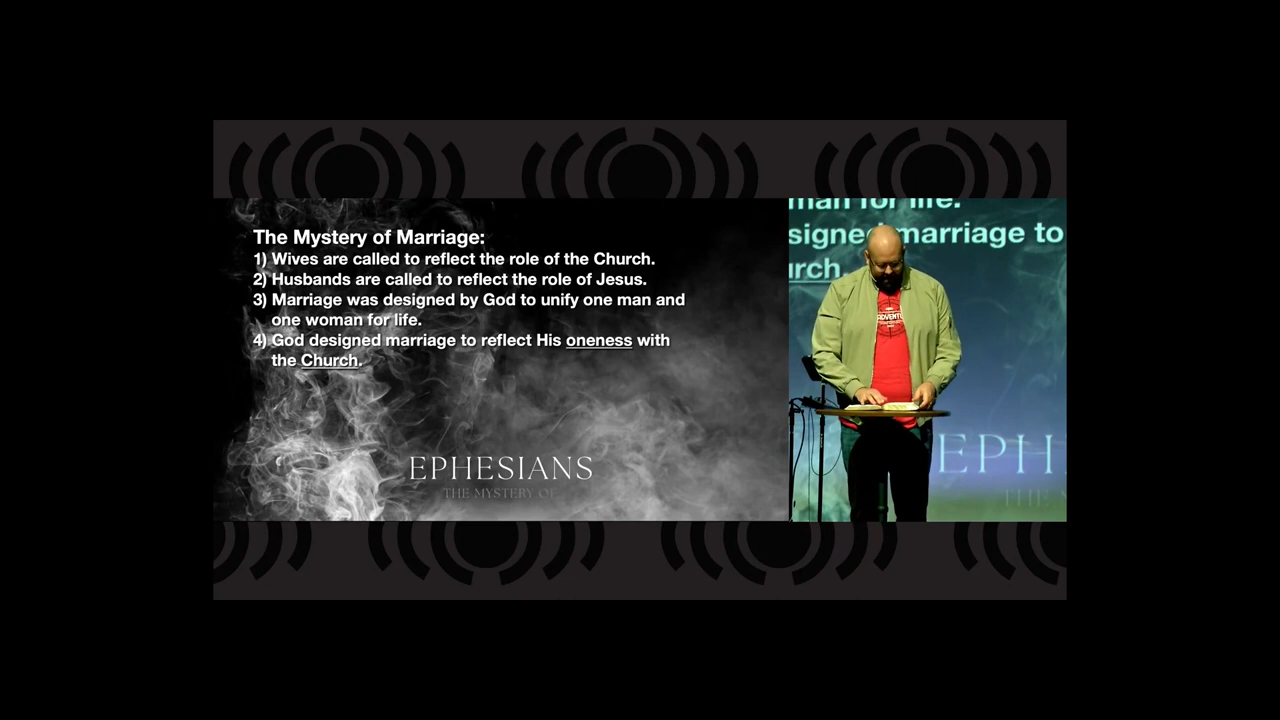 The Mystery of Marriage:
1) Wives are called to reflect the role of the Church.
2) Husbands are called to reflect the role of Jesus.
3) Marriage was designed by God to unify one man and
one woman for life.
4) God designed marriage to reflect His oneness with
the Church.
EPHESIANS
THE MYSTERY OF
man for life.
signed marriage to
urch.
ADVENTU
EPH
THE